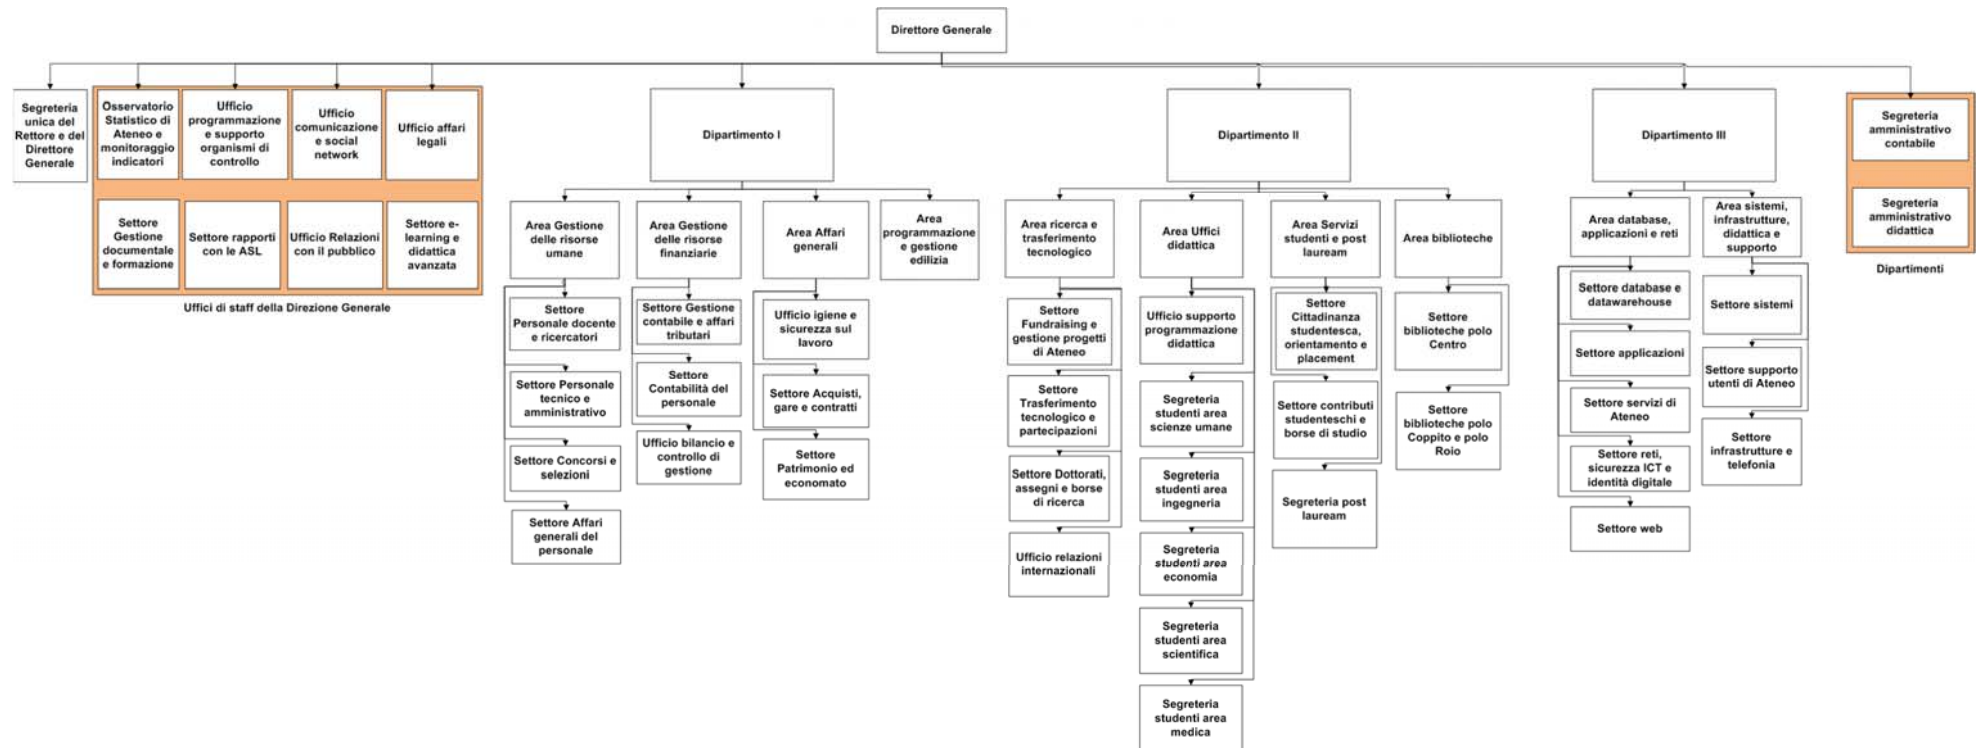 Direttore Generale
Segreteria
unica del
Rettore e del
Direttore
Generale
Osservatorio
Statistico di
Ateneo e
monitoraggio
indicatori
Ufficio
programmazione
e supporto
organismi di
controllo
Ufficio
comunicazione
e social
network
Ufficio affari
legali
Settore
Gestione
documentale
e formazione
Settore rapporti
con le ASL
Ufficio Relazioni
con il pubblico
Settore e-
learning e
didattica
avanzata
Uffici di staff della Direzione Generale
Dipartimento I
Area Gestione
delle risorse
umane
Settore
Personale docente
e ricercatori
Settore Personale
tecnico e
amministrativo
Settore Concorsi e
selezioni
Settore Affari
generali del
personale
Area Gestione
delle risorse
finanziarie
Settore Gestione
contabile e affari
tributari
Settore
Contabilità del
personale
Ufficio bilancio e
controllo di
gestione
Area Affari
generali
Ufficio igiene e
sicurezza sul
lavoro
Settore Acquisti,
gare e contratti
Settore
Patrimonio ed
economato
Area
programmazione
e gestione
edilizia
Dipartimento II
Area ricerca e
trasferimento
tecnologico
Settore
Fundraising e
gestione progetti
di Ateneo
Settore
Trasferimento
tecnologico e
partecipazioni
Settore Dottorati,
assegni e borse
di ricerca
Ufficio relazioni
internazionali
Area Uffici
didattica
Ufficio supporto
programmazione
didattica
Segreteria
studenti area
scienze umane
Segreteria
studenti area
ingegneria
Segreteria
studenti area
economia
Segreteria
studenti area
scientifica
Segreteria
studenti area
medica
Area Servizi
studenti e post
lauream
Settore
Cittadinanza
studentesca,
orientamento e
placement
Settore contributi
studenteschi e
borse di studio
Segreteria post
lauream
Area biblioteche
Settore
biblioteche polo
Centro
Settore
biblioteche polo
Coppito e polo
Roio
Dipartimento III
Area database,
applicazioni e reti
Settore database e
datawarehouse
Settore applicazioni
Settore servizi di
Ateneo
Settore reti,
sicurezza ICT e
identità digitale
Settore web
Area sistemi,
infrastrutture,
didattica e
supporto
Settore sistemi
Settore supporto
utenti di Ateneo
Settore
infrastrutture e
telefonia
Segreteria
amministrativo
contabile
Segreteria
amministrativo
didattica
Dipartimenti